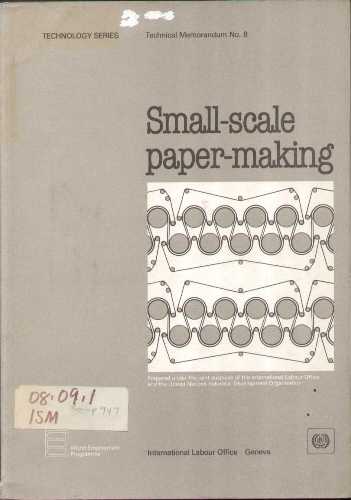 TECHNOLOGY SERIES
Technical Memorandum No. 8
Small-scale
paper-making
Prepared under the joint auspices of the International Labour Office
and the United Nations Industrial Development Organisation
08.09.1
ISM
World Employment
Programme
International Labour Office Geneva